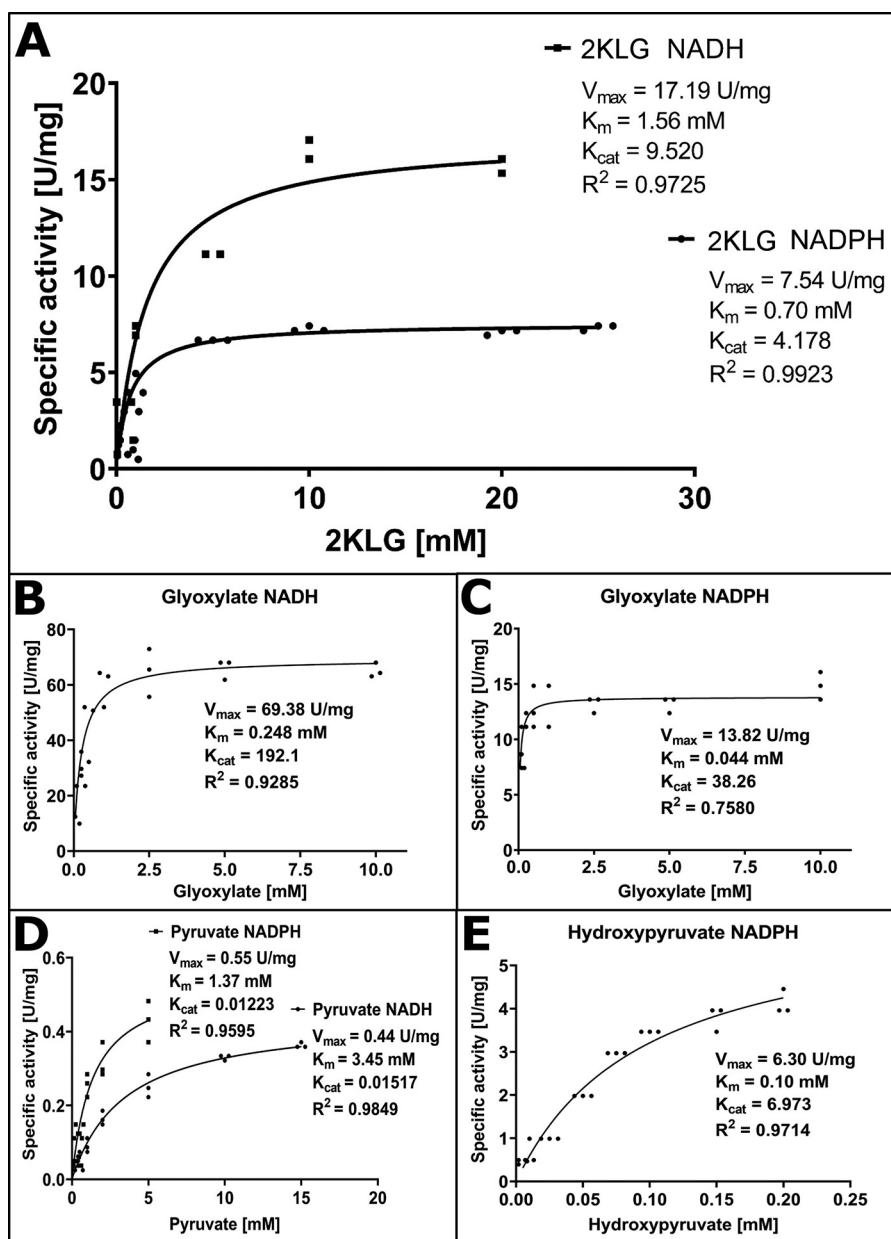 A
2KLG NADH
Vmax = 17.19 U/mg
Km = 1.56 mM
Kcat = 9.520
R2 = 0.9725
2KLG NADPH
Vmax = 7.54 U/mg
Km = 0.70 mM
Kcat = 4.178
R2 = 0.9923
Specific activity [U/mg]
20
15
10
5
0
0 10 20 30
2KLG [mM]
B
Glyoxylate NADH
Specific activity [U/mg]
80
60
40
20
0
Vmax = 69.38 U/mg
Km = 0.248 mM
Kcat = 192.1
R2 = 0.9285
0.0 2.5 5.0 7.5 10.0
Glyoxylate [mM]
C
Glyoxylate NADPH
Specific activity [U/mg]
20
15
10
5
0
Vmax = 13.82 U/mg
Km = 0.044 mM
Kcat = 38.26
R2 = 0.7580
0.0 2.5 5.0 7.5 10.0
Glyoxylate [mM]
D
Pyruvate NADPH
Vmax = 0.55 U/mg
Km = 1.37 mM
Kcat = 0.01223
R2 = 0.9595
Pyruvate NADH
Vmax = 0.44 U/mg
Km = 3.45 mM
Kcat = 0.01517
R2 = 0.9849
Specific activity [U/mg]
0.6
0.4
0.2
0.0
0 5 10 15 20
Pyruvate [mM]
E
Hydroxypyruvate NADPH
Specific activity [U/mg]
5
4
3
2
1
0
Vmax = 6.30 U/mg
Km = 0.10 mM
Kcat = 6.973
R2 = 0.9714
0.00 0.05 0.10 0.15 0.20 0.25
Hydroxypyruvate [mM]